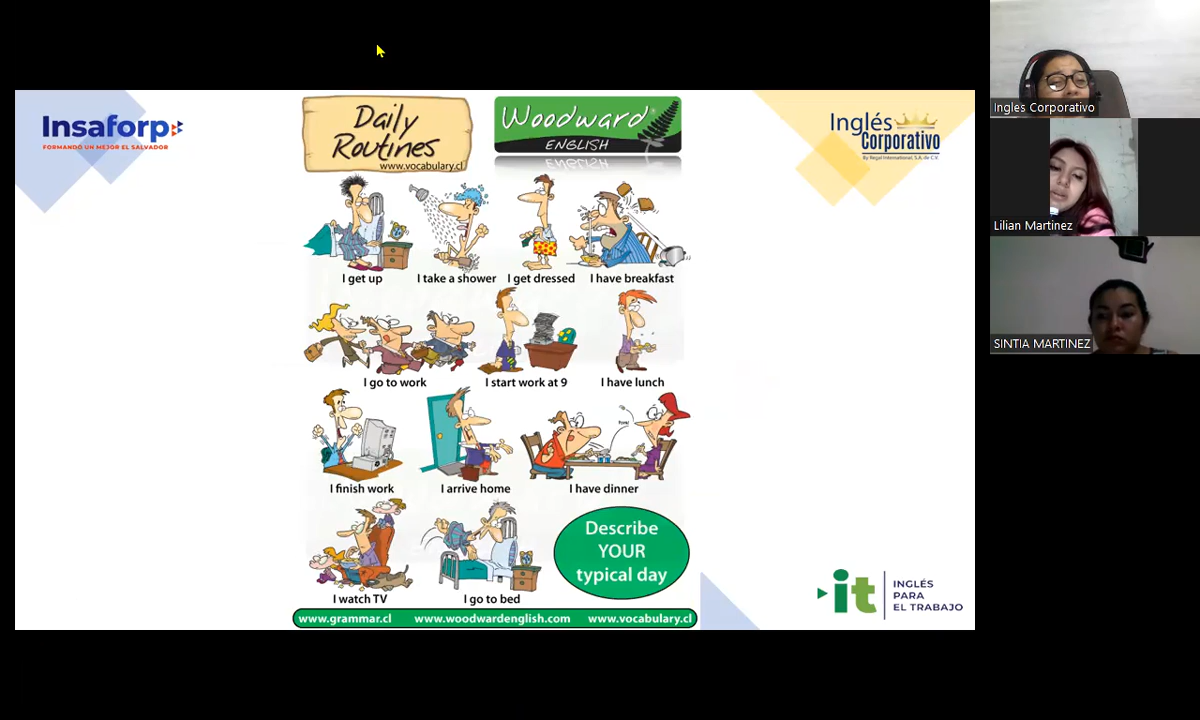 Insaforp
FORMANDO UN MEJOR EL SALVADOR
Daily
Routines
www.vocabulary.cl
Woodward®
ENGLISH
Inglés
Corporativo
By Regal International, S.A. de C.V.
I get up
I take a shower
I get dressed
I have breakfast
I go to work
I start work at 9
I have lunch
I finish work
I arrive home
I have dinner
I watch TV
I go to bed
Describe
YOUR
typical day
www.grammar.cl
www.woodwardenglish.com
www.vocabulary.cl
it
INGLÉS
PARA
EL TRABAJO
Ingles Corporativo
Lilian Martinez
SINTIA MARTINEZ